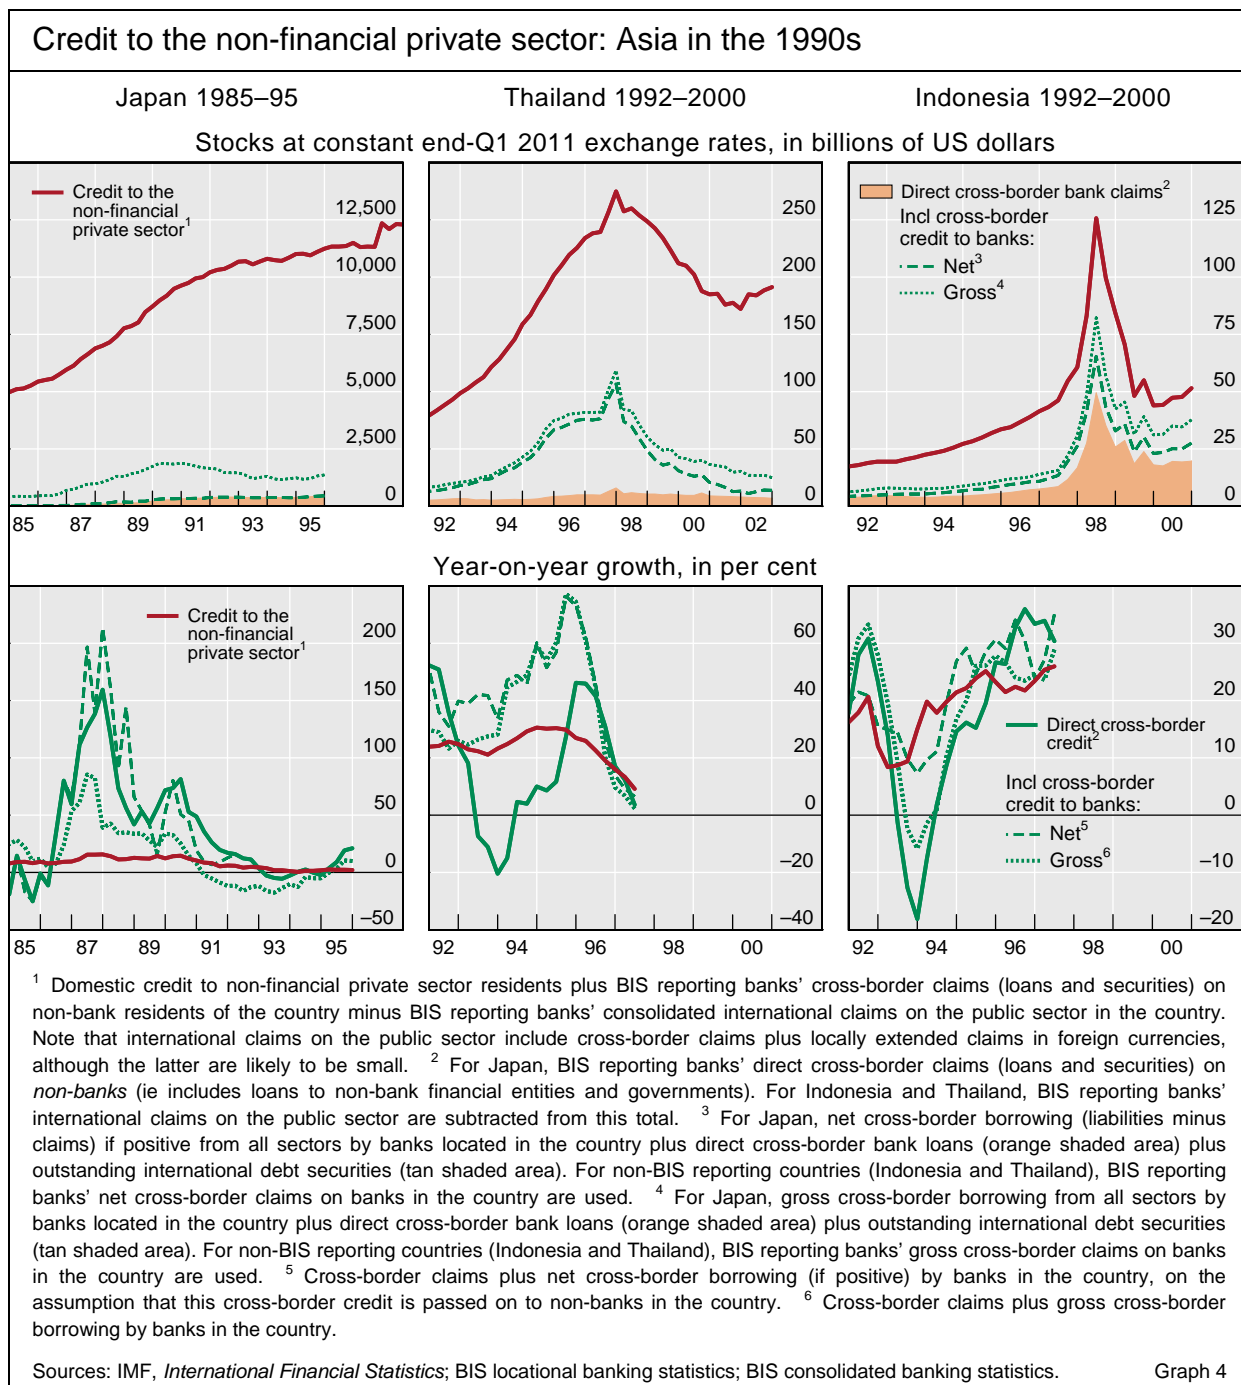 Credit to the non-financial private sector: Asia in the 1990s
Japan 1985–95
Thailand 1992–2000
Indonesia 1992–2000
Stocks at constant end-Q1 2011 exchange rates, in billions of US dollars
Credit to the
non-financial
private sector¹
12,500
10,000
7,500
5,000
2,500
0
85 87 89 91 93 95
250
200
150
100
50
0
92 94 96 98 00 02
Direct cross-border bank claims²
Incl cross-border
credit to banks:
Net³
Gross⁴
125
100
75
50
25
0
92 94 96 98 00
Year-on-year growth, in per cent
Credit to the
non-financial
private sector¹
200
150
100
50
0
–50
85 87 89 91 93 95
60
40
20
0
–20
–40
92 94 96 98 00
30
20
10
0
–10
–20
Direct cross-border
credit²
Incl cross-border
credit to banks:
Net⁵
Gross⁶
92 94 96 98 00
¹ Domestic credit to non-financial private sector residents plus BIS reporting banks’ cross-border claims (loans and securities) on
non-bank residents of the country minus BIS reporting banks’ consolidated international claims on the public sector in the country.
Note that international claims on the public sector include cross-border claims plus locally extended claims in foreign currencies,
although the latter are likely to be small. ² For Japan, BIS reporting banks’ direct cross-border claims (loans and securities) on
non-banks (ie includes loans to non-bank financial entities and governments). For Indonesia and Thailand, BIS reporting banks’
international claims on the public sector are subtracted from this total. ³ For Japan, net cross-border borrowing (liabilities minus
claims) if positive from all sectors by banks located in the country plus direct cross-border bank loans (orange shaded area) plus
outstanding international debt securities (tan shaded area). For non-BIS reporting countries (Indonesia and Thailand), BIS reporting
banks’ net cross-border claims on banks in the country are used. ⁴ For Japan, gross cross-border borrowing from all sectors by
banks located in the country plus direct cross-border bank loans (orange shaded area) plus outstanding international debt securities
(tan shaded area). For non-BIS reporting countries (Indonesia and Thailand), BIS reporting banks’ gross cross-border claims on banks
in the country are used. ⁵ Cross-border claims plus net cross-border borrowing (if positive) by banks in the country, on the
assumption that this cross-border credit is passed on to non-banks in the country. ⁶ Cross-border claims plus gross cross-border
borrowing by banks in the country.
Sources: IMF, International Financial Statistics; BIS locational banking statistics; BIS consolidated banking statistics.
Graph 4